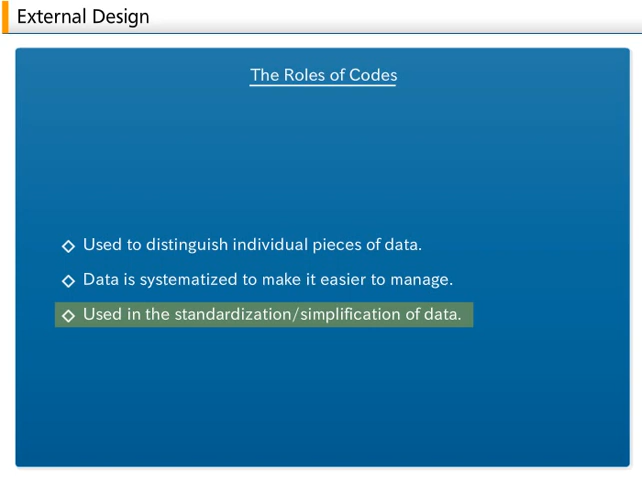 External Design
The Roles of Codes
Used to distinguish individual pieces of data.
Data is systematized to make it easier to manage.
Used in the standardization/simplification of data.